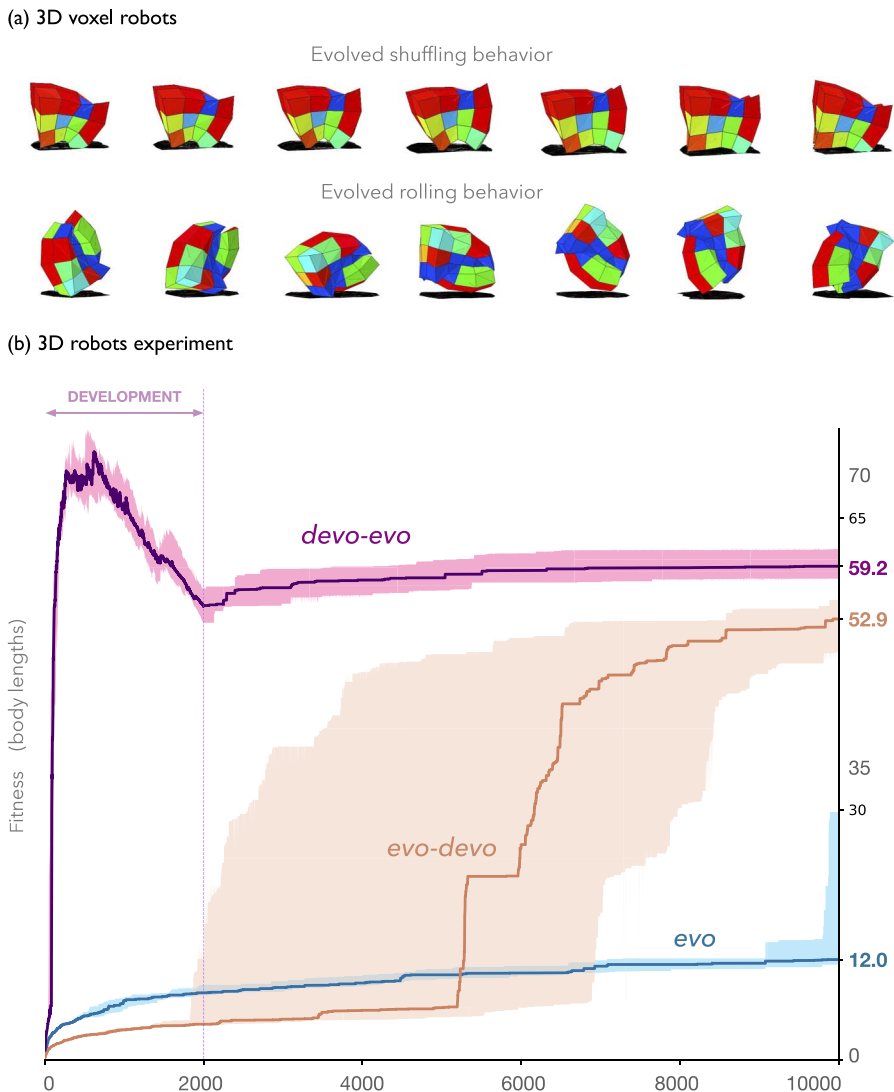 (a) 3D voxel robots
Evolved shuffling behavior
Evolved rolling behavior
(b) 3D robots experiment
DEVELOPMENT
70
65
devo-evo
59.2
52.9
Fitness (body lengths)
35
30
evo-devo
evo
12.0
0
0 2000 4000 6000 8000 10000